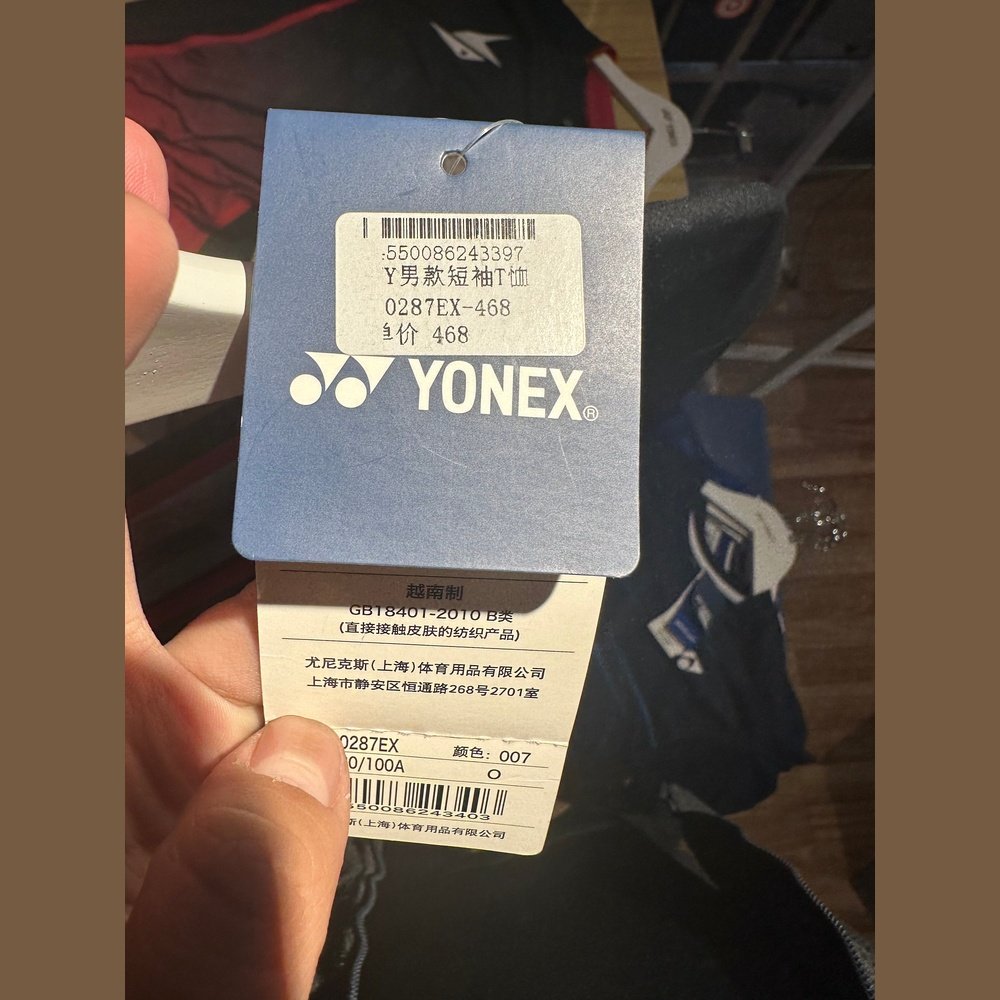 550086243397
Y男款短袖T恤
0287EX-468
价 468
YONEX®
越南制
GB18401-2010 B类
(直接接触皮肤的纺织产品)
尤尼克斯(上海)体育用品有限公司
上海市静安区恒通路268号2701室
0287EX 颜色: 007
0/100A O
550086243403
斯(上海)体育用品有限公司